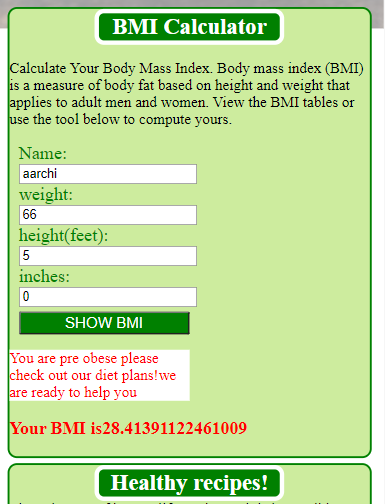 BMI Calculator
Calculate Your Body Mass Index. Body mass index (BMI)
is a measure of body fat based on height and weight that
applies to adult men and women. View the BMI tables or
use the tool below to compute yours.
Name:
aarchi
weight:
66
height(feet):
5
inches:
0
SHOW BMI
You are pre obese please
check out our diet plans!we
are ready to help you
Your BMI is28.41391122461009
Healthy recipes!